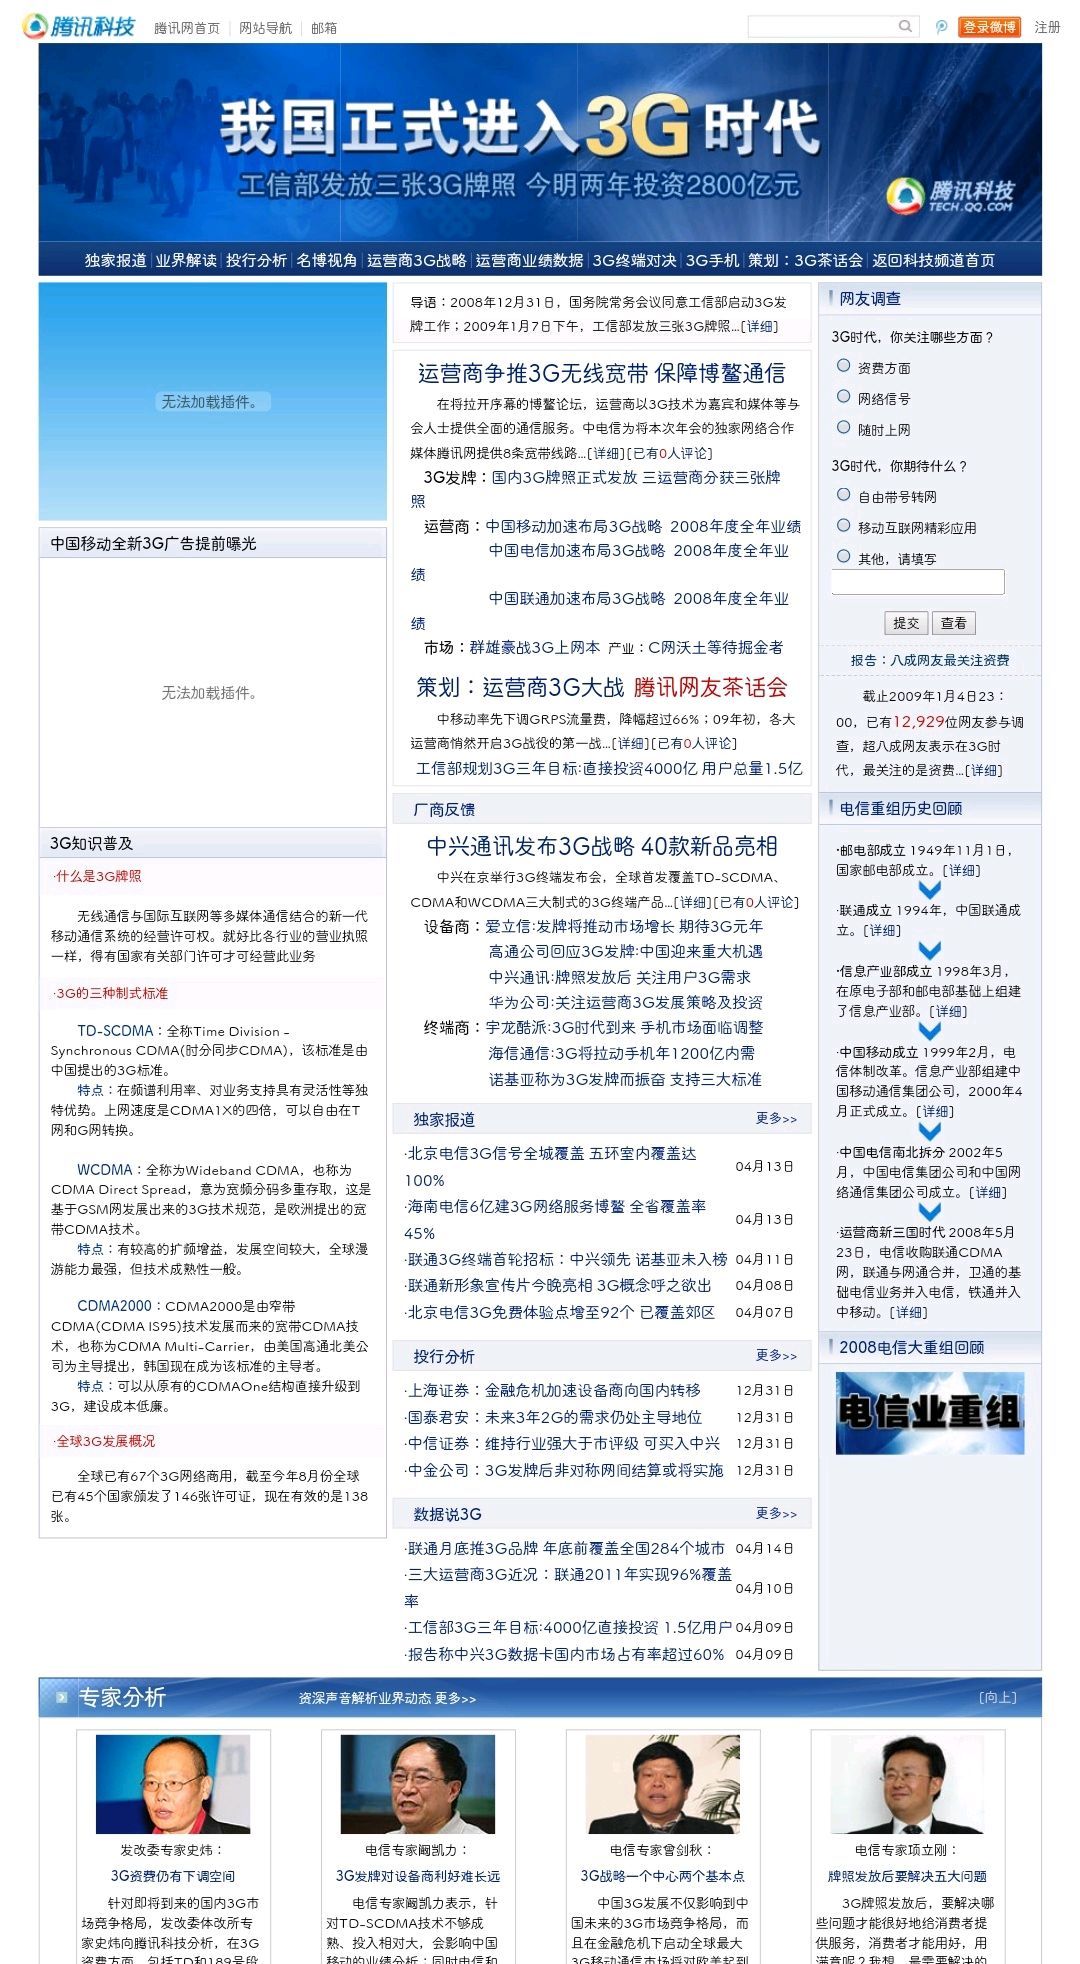 腾讯科技
腾讯网首页 网站导航 邮箱
登录微博 注册
我国正式进入3G时代
工信部发放三张3G牌照 今明两年投资2800亿元
腾讯科技
TECH.QQ.COM
独家报道 业界解读 投行分析 名博视角 运营商3G战略 运营商业绩数据 3G终端对决 3G手机 策划：3G茶话会 返回科技频道首页
无法加载插件。
中国移动全新3G广告提前曝光
无法加载插件。
3G知识普及
·什么是3G牌照
无线通信与国际互联网等多媒体通信结合的新一代
移动通信系统的经营许可权。就好比各行业的营业执照
一样，得有国家有关部门许可才可经营此业务
·3G的三种制式标准
TD-SCDMA：全称Time Division -
Synchronous CDMA(时分同步CDMA)，该标准是由
中国提出的3G标准。
特点：在频谱利用率、对业务支持具有灵活性等独
特优势。上网速度是CDMA1X的四倍，可以自由在T
网和G网转换。
WCDMA：全称为Wideband CDMA，也称为
CDMA Direct Spread，意为宽频分码多重存取，这是
基于GSM网发展出来的3G技术规范，是欧洲提出的宽
带CDMA技术。
特点：有较高的扩频增益，发展空间较大，全球漫
游能力最强，但技术成熟性一般。
CDMA2000：CDMA2000是由窄带
CDMA(CDMA IS95)技术发展而来的宽带CDMA技
术，也称为CDMA Multi-Carrier，由美国高通北美公
司为主导提出，韩国现在成为该标准的主导者。
特点：可以从原有的CDMAOne结构直接升级到
3G，建设成本低廉。
·全球3G发展概况
全球已有67个3G网络商用，截至今年8月份全球
已有45个国家颁发了146张许可证，现在有效的是138
张。
导语：2008年12月31日，国务院常务会议同意工信部启动3G发
牌工作；2009年1月7日下午，工信部发放三张3G牌照...[详细]
运营商争推3G无线宽带 保障博鳌通信
在将拉开序幕的博鳌论坛，运营商以3G技术为嘉宾和媒体等与
会人士提供全面的通信服务。中电信为将本次年会的独家网络合作
媒体腾讯网提供8条宽带线路...[详细][已有0人评论]
3G发牌：国内3G牌照正式发放 三运营商分获三张牌
照
运营商：中国移动加速布局3G战略 2008年度全年业绩
中国电信加速布局3G战略 2008年度全年业
绩
中国联通加速布局3G战略 2008年度全年业
绩
市场：群雄豪战3G上网本 产业：C网沃土等待掘金者
策划：运营商3G大战 腾讯网友茶话会
中移动率先下调GRPS流量费，降幅超过66%；09年初，各大
运营商悄然开启3G战役的第一战...[详细][已有0人评论]
工信部规划3G三年目标:直接投资4000亿 用户总量1.5亿
厂商反馈
中兴通讯发布3G战略 40款新品亮相
中兴在京举行3G终端发布会，全球首发覆盖TD-SCDMA、
CDMA和WCDMA三大制式的3G终端产品...[详细][已有0人评论]
设备商：爱立信:发牌将推动市场增长 期待3G元年
高通公司回应3G发牌:中国迎来重大机遇
中兴通讯:牌照发放后 关注用户3G需求
华为公司:关注运营商3G发展策略及投资
终端商：宇龙酷派:3G时代到来 手机市场面临调整
海信通信:3G将拉动手机年1200亿内需
诺基亚称为3G发牌而振奋 支持三大标准
独家报道 更多>>
·北京电信3G信号全城覆盖 五环室内覆盖达
100% 04月13日
·海南电信6亿建3G网络服务博鳌 全省覆盖率
45% 04月13日
·联通3G终端首轮招标：中兴领先 诺基亚未入榜 04月11日
·联通新形象宣传片今晚亮相 3G概念呼之欲出 04月08日
·北京电信3G免费体验点增至92个 已覆盖郊区 04月07日
投行分析 更多>>
·上海证券：金融危机加速设备商向国内转移 12月31日
·国泰君安：未来3年2G的需求仍处主导地位 12月31日
·中信证券：维持行业强大于市评级 可买入中兴 12月31日
·中金公司：3G发牌后非对称网间结算或将实施 12月31日
数据说3G 更多>>
·联通月底推3G品牌 年底前覆盖全国284个城市 04月14日
·三大运营商3G近况：联通2011年实现96%覆盖
率 04月10日
·工信部3G三年目标:4000亿直接投资 1.5亿用户 04月09日
·报告称中兴3G数据卡国内市场占有率超过60% 04月09日
网友调查
3G时代，你关注哪些方面？
资费方面
网络信号
随时上网
3G时代，你期待什么？
自由带号转网
移动互联网精彩应用
其他，请填写
提交 查看
报告：八成网友最关注资费
截止2009年1月4日23：
00，已有12,929位网友参与调
查，超八成网友表示在3G时
代，最关注的是资费...[详细]
电信重组历史回顾
·邮电部成立 1949年11月1日，
国家邮电部成立。[详细]
·联通成立 1994年，中国联通成
立。[详细]
·信息产业部成立 1998年3月，
在原电子部和邮电部基础上组建
了信息产业部。[详细]
·中国移动成立 1999年2月，电
信体制改革。信息产业部组建中
国移动通信集团公司，2000年4
月正式成立。[详细]
·中国电信南北拆分 2002年5
月，中国电信集团公司和中国网
络通信集团公司成立。[详细]
·运营商新三国时代 2008年5月
23日，电信收购联通CDMA
网，联通与网通合并，卫通的基
础电信业务并入电信，铁通并入
中移动。[详细]
2008电信大重组回顾
电信业重组
专家分析 资深声音解析业界动态 更多>> [向上]
发改委专家史炜：
3G资费仍有下调空间
针对即将到来的国内3G市
场竞争格局，发改委体改所专
家史炜向腾讯科技分析，在3G
资费方面，包括TD和189号段
电信专家阚凯力：
3G发牌对设备商利好难长远
电信专家阚凯力表示，针
对TD-SCDMA技术不够成
熟、投入相对大，会影响中国
移动的业绩分析；同时电信和
电信专家曾剑秋：
3G战略一个中心两个基本点
中国3G发展不仅影响到中
国未来的3G市场竞争格局，而
且在金融危机下启动全球最大
3G移动通信市场将对欧美起到
电信专家项立刚：
牌照发放后要解决五大问题
3G牌照发放后，要解决哪
些问题才能很好地给消费者提
供服务，消费者才能用好，用
满意呢？我想，最需要解决的